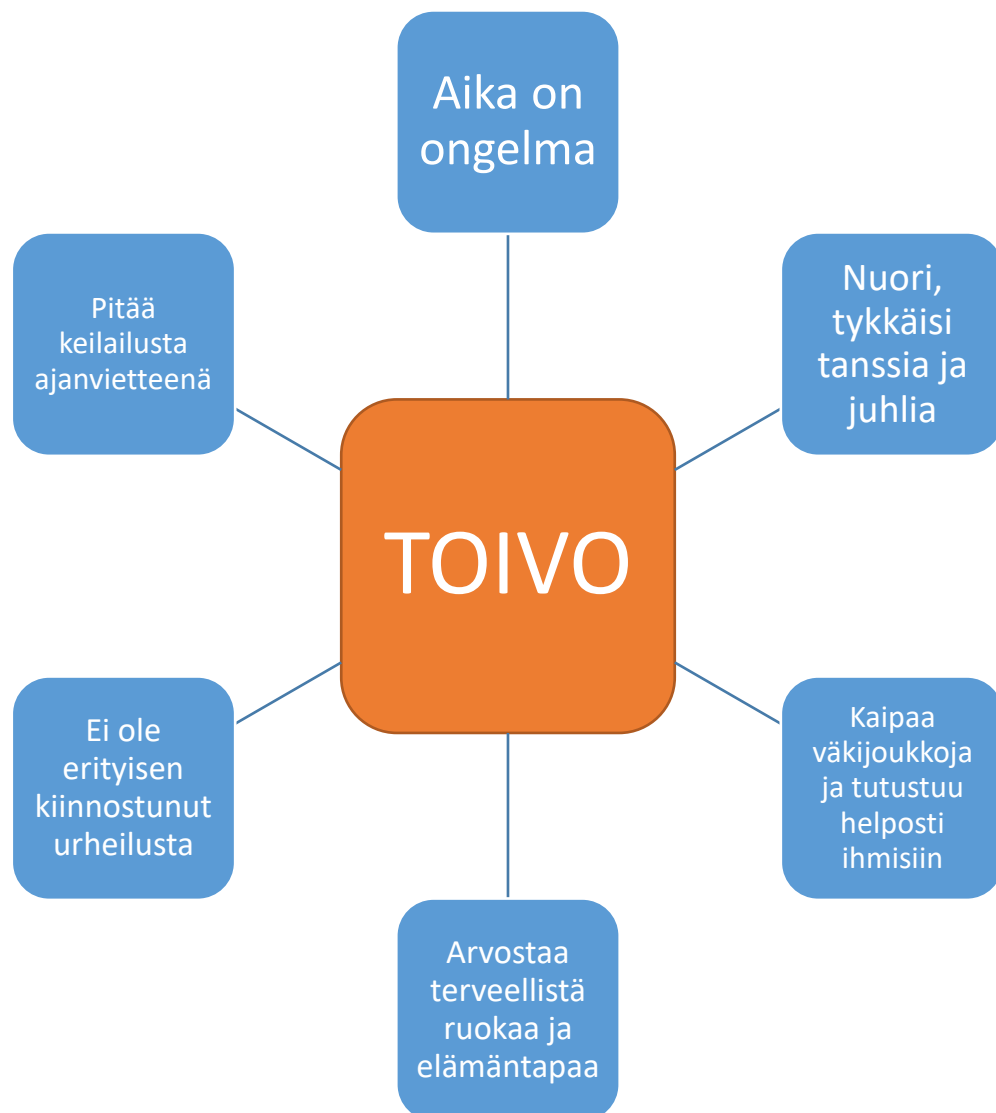 Aika on
ongelma
Nuori,
tykkäisi
tanssia ja
juhlia
Kaipaa
väkijoukkoja
ja tutustuu
helposti
ihmisiin
Arvostaa
terveellistä
ruokaa ja
elämäntapaa
Ei ole
erityisen
kiinnostunut
urheilusta
Pitää
keilailusta
ajanvietteenä
TOIVO